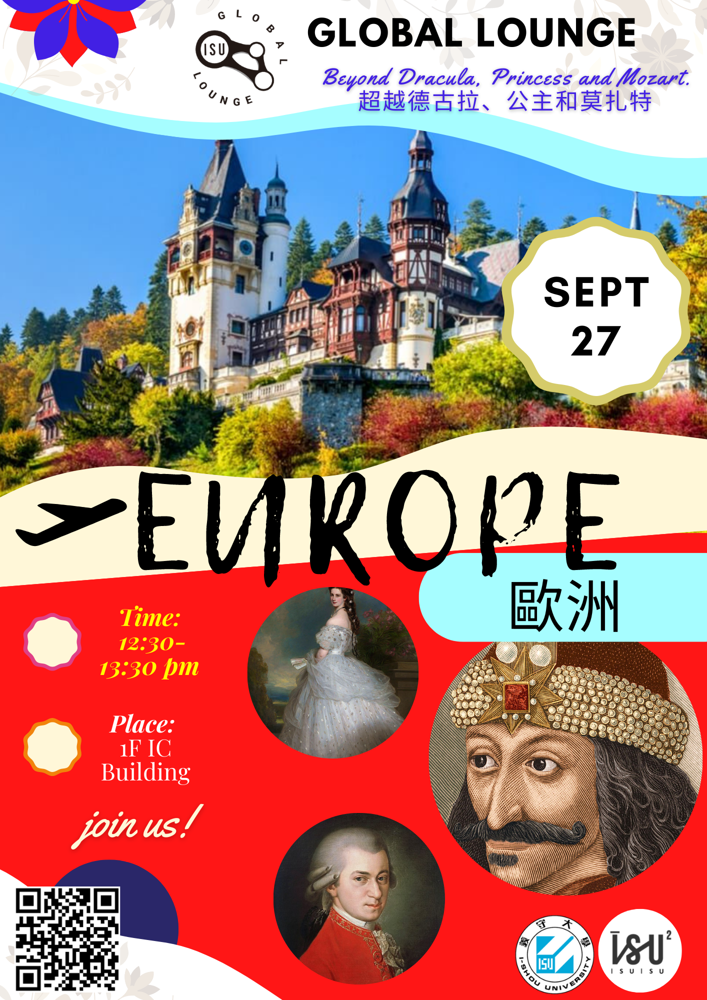 GLOBAL LOUNGE
ISU
GLOBAL LOUNGE
Beyond Dracula, Princess and Mozart.
超越德古拉、公主和莫扎特
SEPT
27
EUROPE
歐洲
Time:
12:30-
13:30 pm
Place:
1F IC
Building
join us!
義守大學
ISU
I-SHOU UNIVERSITY
ISU²
ISUISU